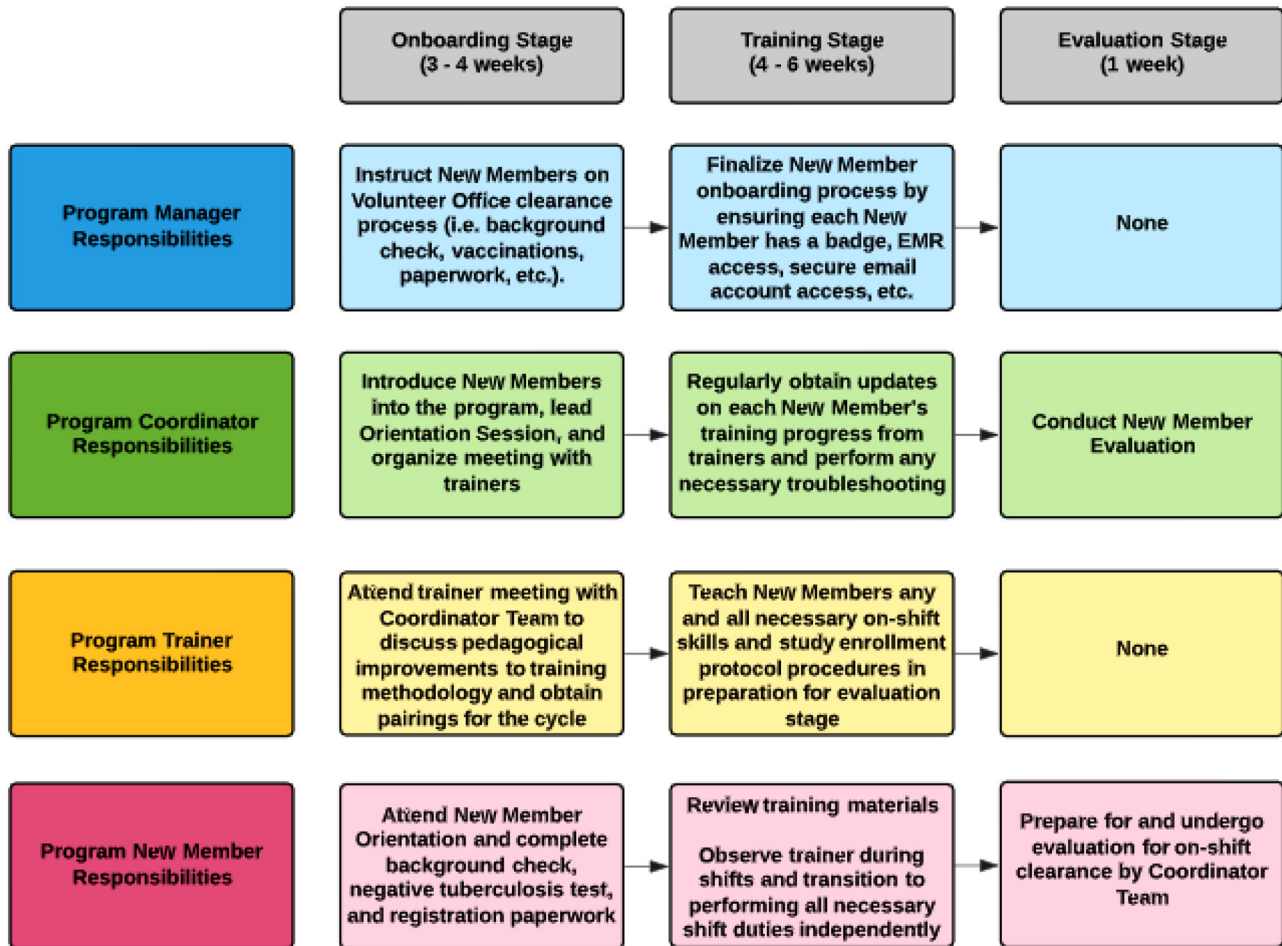 Onboarding Stage
(3 - 4 weeks)
Training Stage
(4 - 6 weeks)
Evaluation Stage
(1 week)
Program Manager
Responsibilities
Instruct New Members on
Volunteer Office clearance
process (i.e. background
check, vaccinations,
paperwork, etc.).
Finalize New Member
onboarding process by
ensuring each New
Member has a badge, EMR
access, secure email
account access, etc.
None
Program Coordinator
Responsibilities
Introduce New Members
into the program, lead
Orientation Session, and
organize meeting with
trainers
Regularly obtain updates
on each New Member's
training progress from
trainers and perform any
necessary troubleshooting
Conduct New Member
Evaluation
Program Trainer
Responsibilities
Attend trainer meeting with
Coordinator Team to
discuss pedagogical
improvements to training
methodology and obtain
pairings for the cycle
Teach New Members any
and all necessary on-shift
skills and study enrollment
protocol procedures in
preparation for evaluation
stage
None
Program New Member
Responsibilities
Attend New Member
Orientation and complete
background check,
negative tuberculosis test,
and registration paperwork
Review training materials
Observe trainer during
shifts and transition to
performing all necessary
shift duties independently
Prepare for and undergo
evaluation for on-shift
clearance by Coordinator
Team